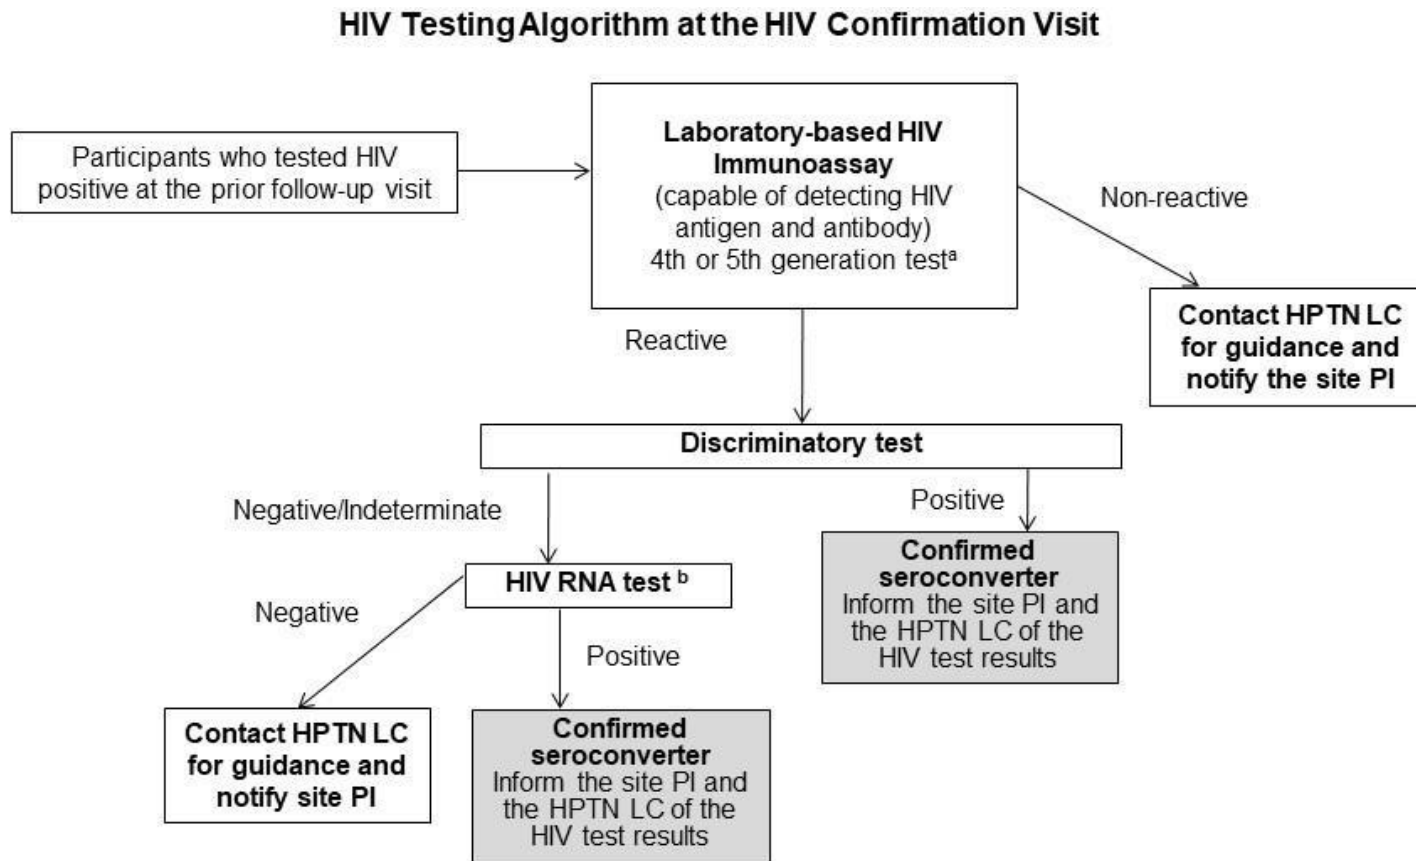 HIV Testing Algorithm at the HIV Confirmation Visit
Participants who tested HIV
positive at the prior follow-up visit
Laboratory-based HIV
Immunoassay
(capable of detecting HIV
antigen and antibody)
4th or 5th generation testᵃ
Non-reactive
Contact HPTN LC
for guidance and
notify the site PI
Reactive
Discriminatory test
Negative/Indeterminate
Positive
Confirmed
seroconverter
Inform the site PI and
the HPTN LC of the
HIV test results
HIV RNA test ᵇ
Negative
Positive
Contact HPTN LC
for guidance and
notify site PI
Confirmed
seroconverter
Inform the site PI and
the HPTN LC of the
HIV test results